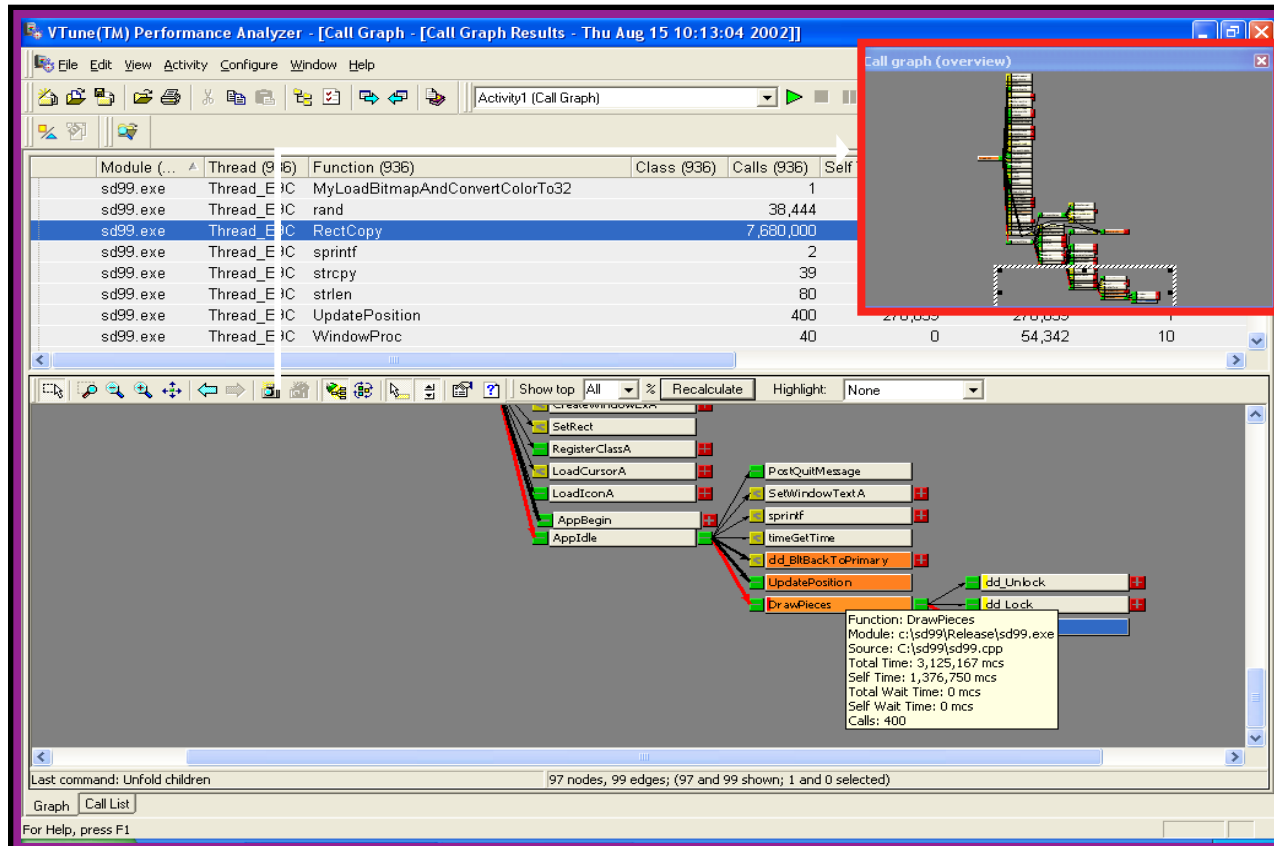 VTune(TM) Performance Analyzer - [Call Graph - [Call Graph Results - Thu Aug 15 10:13:04 2002]]
File Edit View Activity Configure Window Help
Call graph (overview)
Activity1 (Call Graph)
Module (... Thread (936) Function (936) Class (936) Calls (936) Self
sd99.exe MyLoadBitmapAndConvertColorTo32 1
sd99.exe rand 38,444
sd99.exe RectCopy 7,680,000
sd99.exe sprintf 2
sd99.exe strcpy 39
sd99.exe strlen 80
sd99.exe UpdatePosition 400
sd99.exe WindowProc 40 0 54,342 10
Show top All % Recalculate Highlight: None
CreateWindowExA
SetRect
RegisterClassA
LoadCursorA
LoadIconA
AppBegin
AppIdle
PostQuitMessage
SetWindowTextA
sprintf
timeGetTime
dd_BltBackToPrimary
UpdatePosition
DrawPieces
dd_Unlock
dd_Lock
Function: DrawPieces
Module: c:\sd99\Release\sd99.exe
Source: C:\sd99\sd99.cpp
Total Time: 3,125,167 mcs
Self Time: 1,376,750 mcs
Total Wait Time: 0 mcs
Self Wait Time: 0 mcs
Calls: 400
Last command: Unfold children 97 nodes, 99 edges; (97 and 99 shown; 1 and 0 selected)
Graph Call List
For Help, press F1